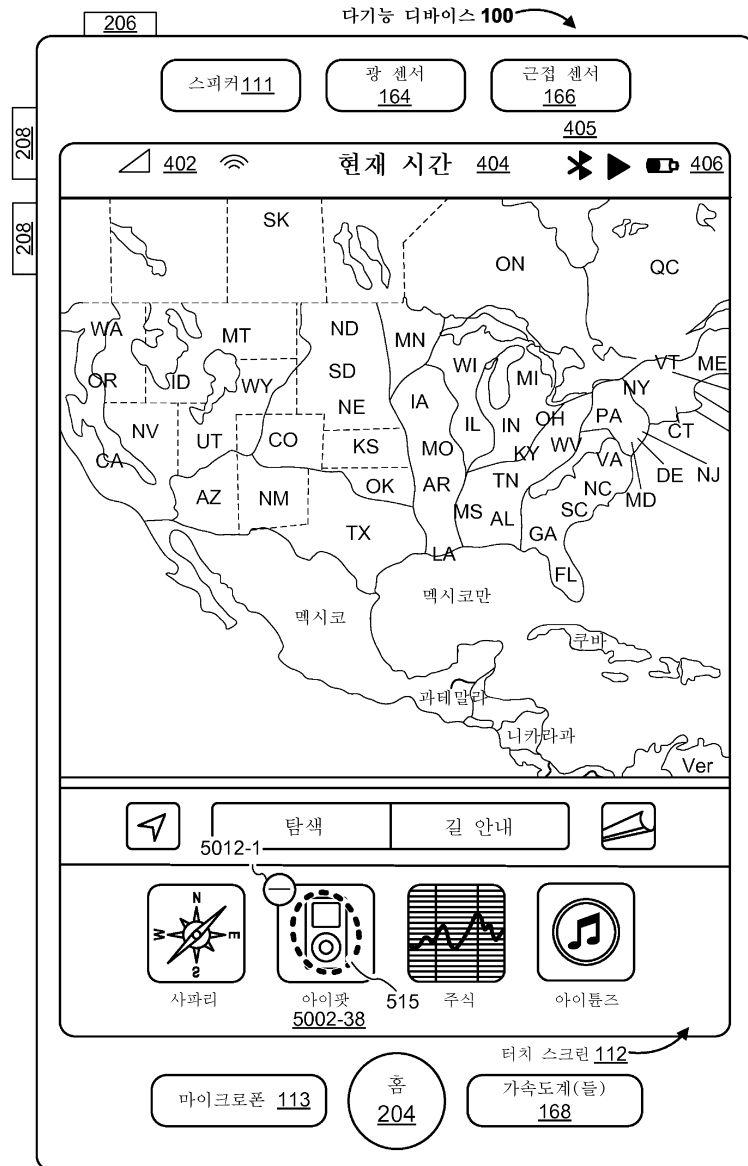 다기능 디바이스 100
206
스피커 111
광 센서
164
근접 센서
166
208
208
402
현재 시간 404
405
406
SK
ON
QC
WA
MT
ND
MN
VT
ME
OR
ID
WY
SD
WI
MI
NY
NE
IA
IL
IN
OH
PA
CT
NV
UT
CO
KS
MO
KY
WV
VA
DE
NJ
CA
OK
AR
TN
NC
MD
AZ
NM
MS
AL
SC
TX
GA
LA
FL
멕시코
멕시코만
쿠바
과테말라
니카라과
Ver
탐색
길 안내
5012-1
N
W
E
S
사파리
아이팟
5002-38
515
주식
아이튠즈
터치 스크린 112
마이크로폰 113
홈
204
가속도계(들)
168